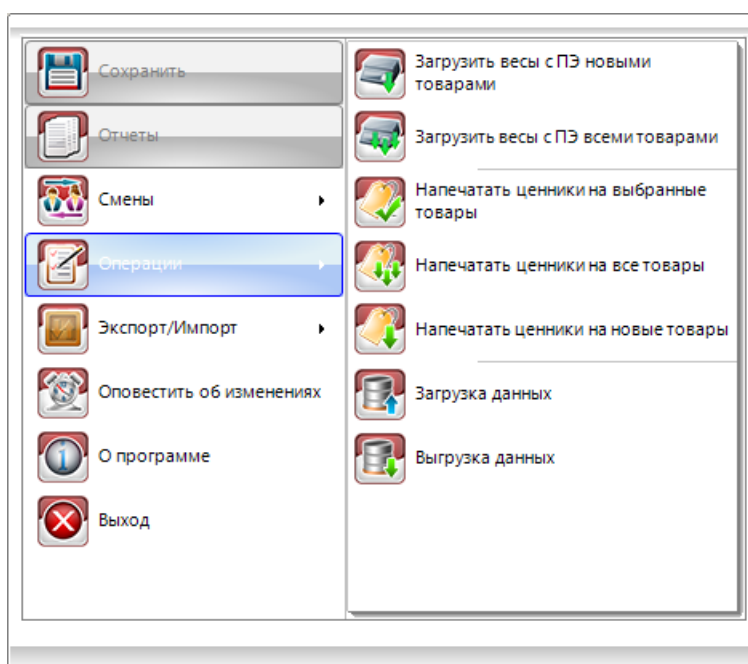 Сохранить
Отчеты
Смены
Операции
Экспорт/Импорт
Оповестить об изменениях
О программе
Выход
Загрузить весы с ПЭ новыми
товарами
Загрузить весы с ПЭ всеми товарами
Напечатать ценники на выбранные
товары
Напечатать ценники на все товары
Напечатать ценники на новые товары
Загрузка данных
Выгрузка данных